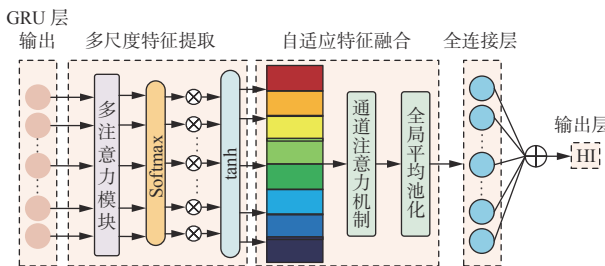 GRU 层
输出
多尺度特征提取
自适应特征融合
全连接层
多注意力模块
Softmax
tanh
通道注意力机制
全局平均池化
输出层
HI